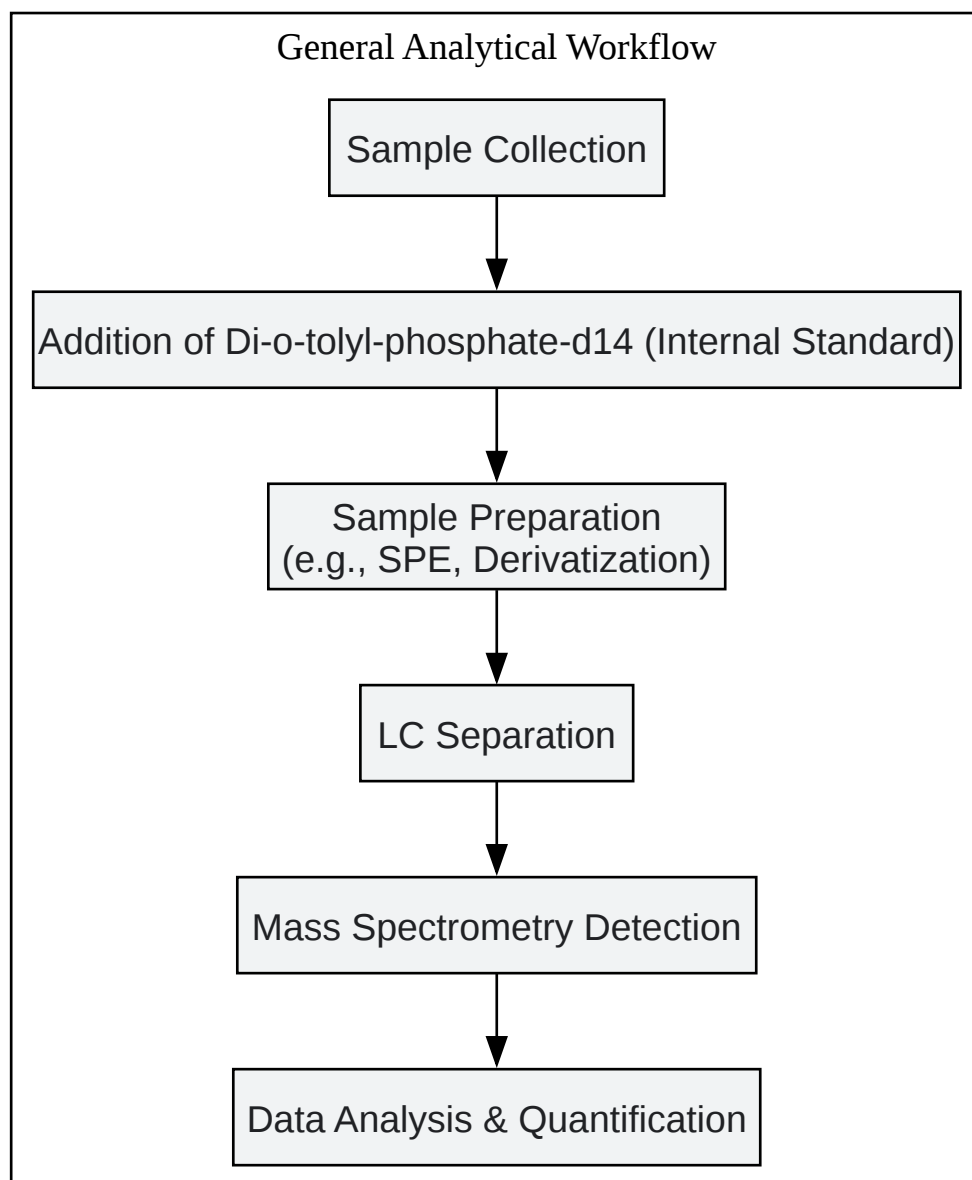 General Analytical Workflow
Sample Collection
Addition of Di-o-tolyl-phosphate-d14 (Internal Standard)
Sample Preparation
(e.g., SPE, Derivatization)
LC Separation
Mass Spectrometry Detection
Data Analysis & Quantification